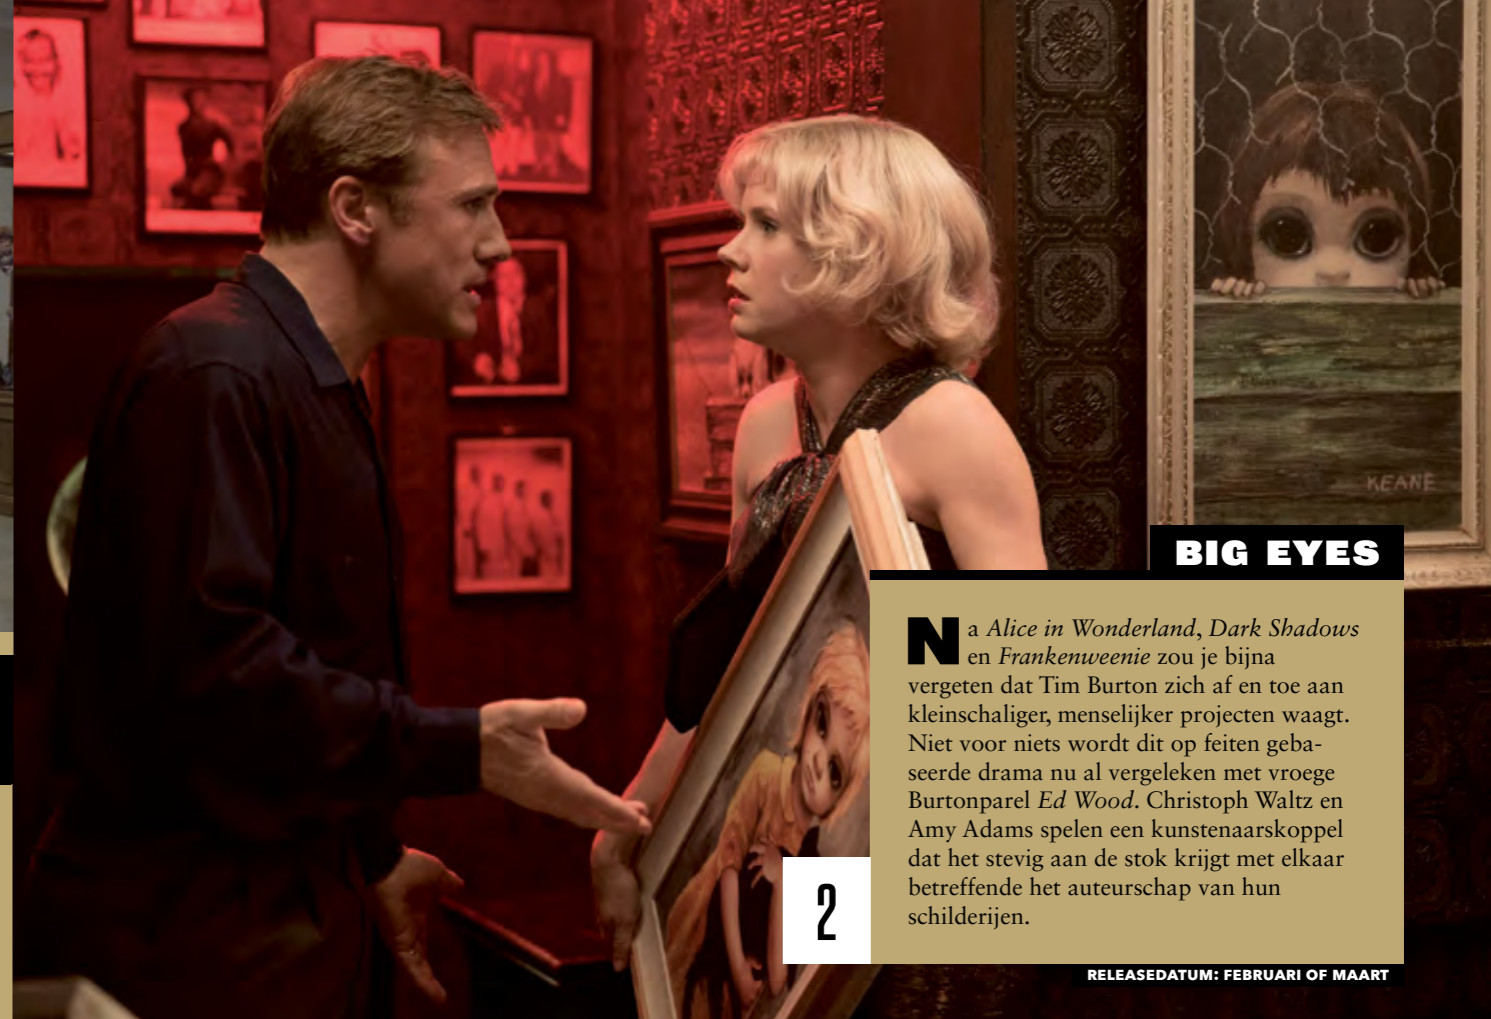 KEANE
BIG EYES
Na Alice in Wonderland, Dark Shadows
en Frankenweenie zou je bijna
vergeten dat Tim Burton zich af en toe aan
kleinschaliger, menselijker projecten waagt.
Niet voor niets wordt dit op feiten geba-
seerde drama nu al vergeleken met vroege
Burtonparel Ed Wood. Christoph Waltz en
Amy Adams spelen een kunstenaarskoppel
dat het stevig aan de stok krijgt met elkaar
betreffende het auteurschap van hun
schilderijen.
2
RELEASEDATUM: FEBRUARI OF MAART